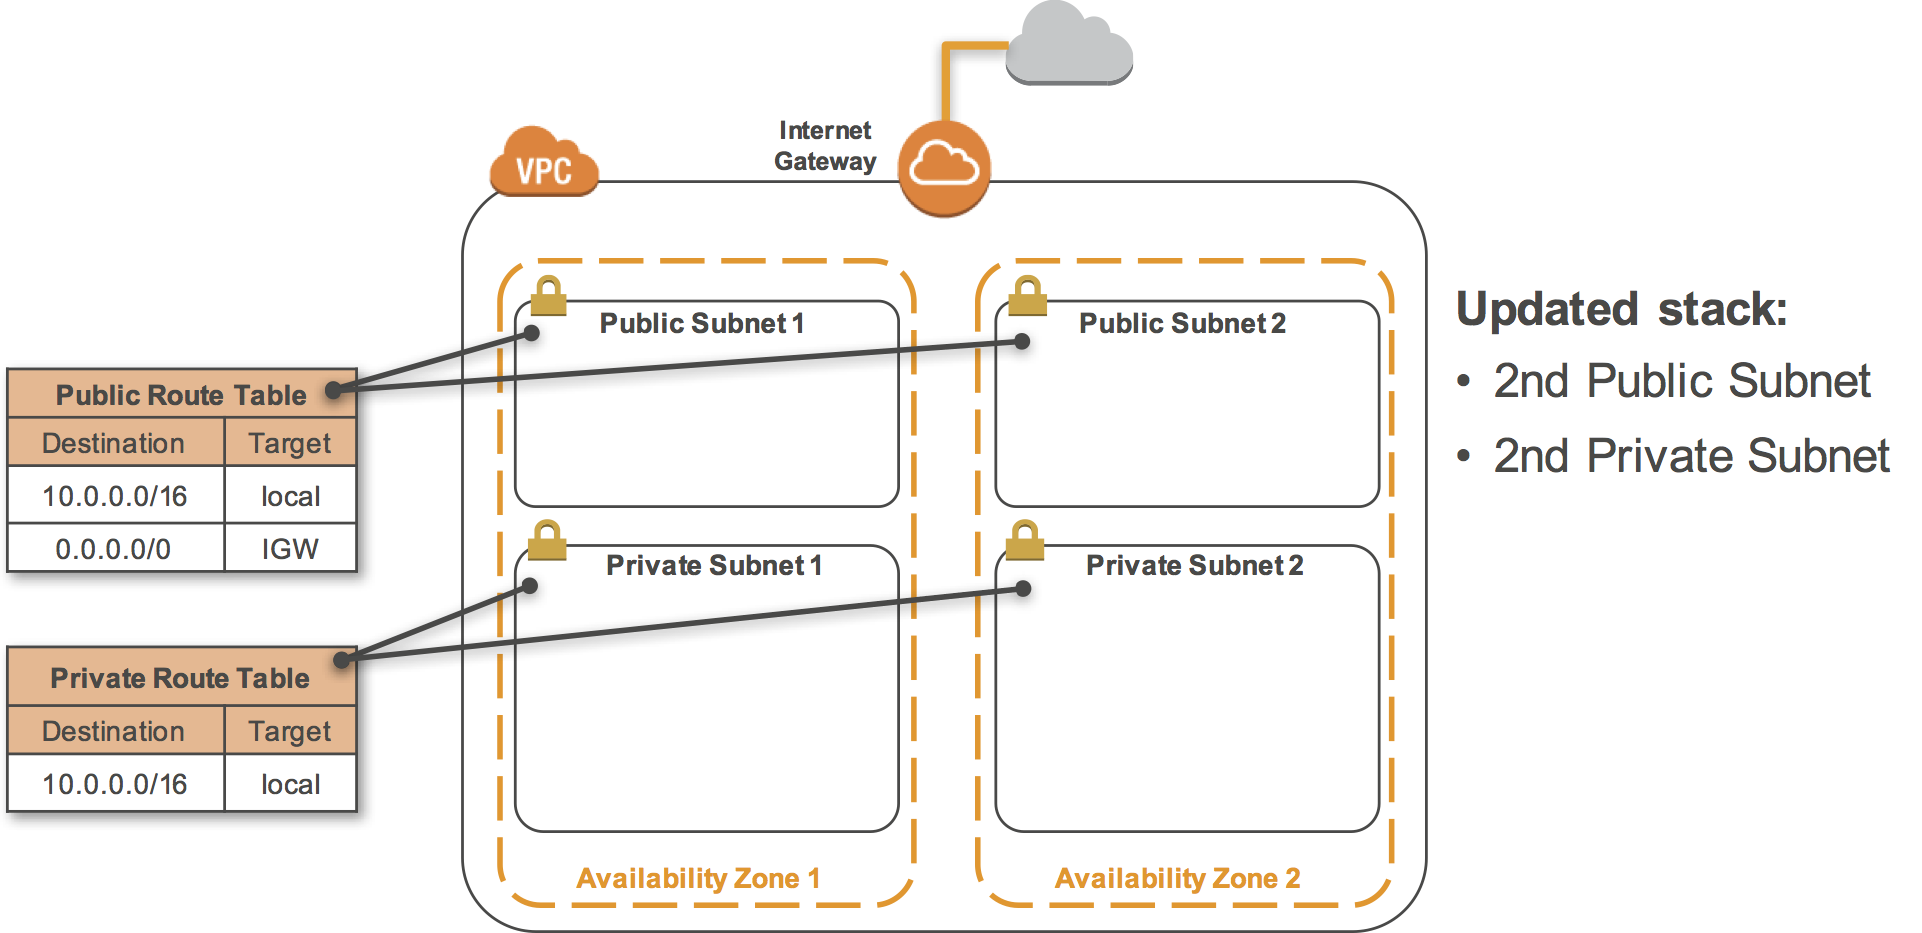 Internet
Gateway
VPC
Public Subnet 1
Public Subnet 2
Updated stack:
• 2nd Public Subnet
• 2nd Private Subnet
Public Route Table
Destination Target
10.0.0.0/16 local
0.0.0.0/0 IGW
Private Subnet 1
Private Subnet 2
Private Route Table
Destination Target
10.0.0.0/16 local
Availability Zone 1
Availability Zone 2